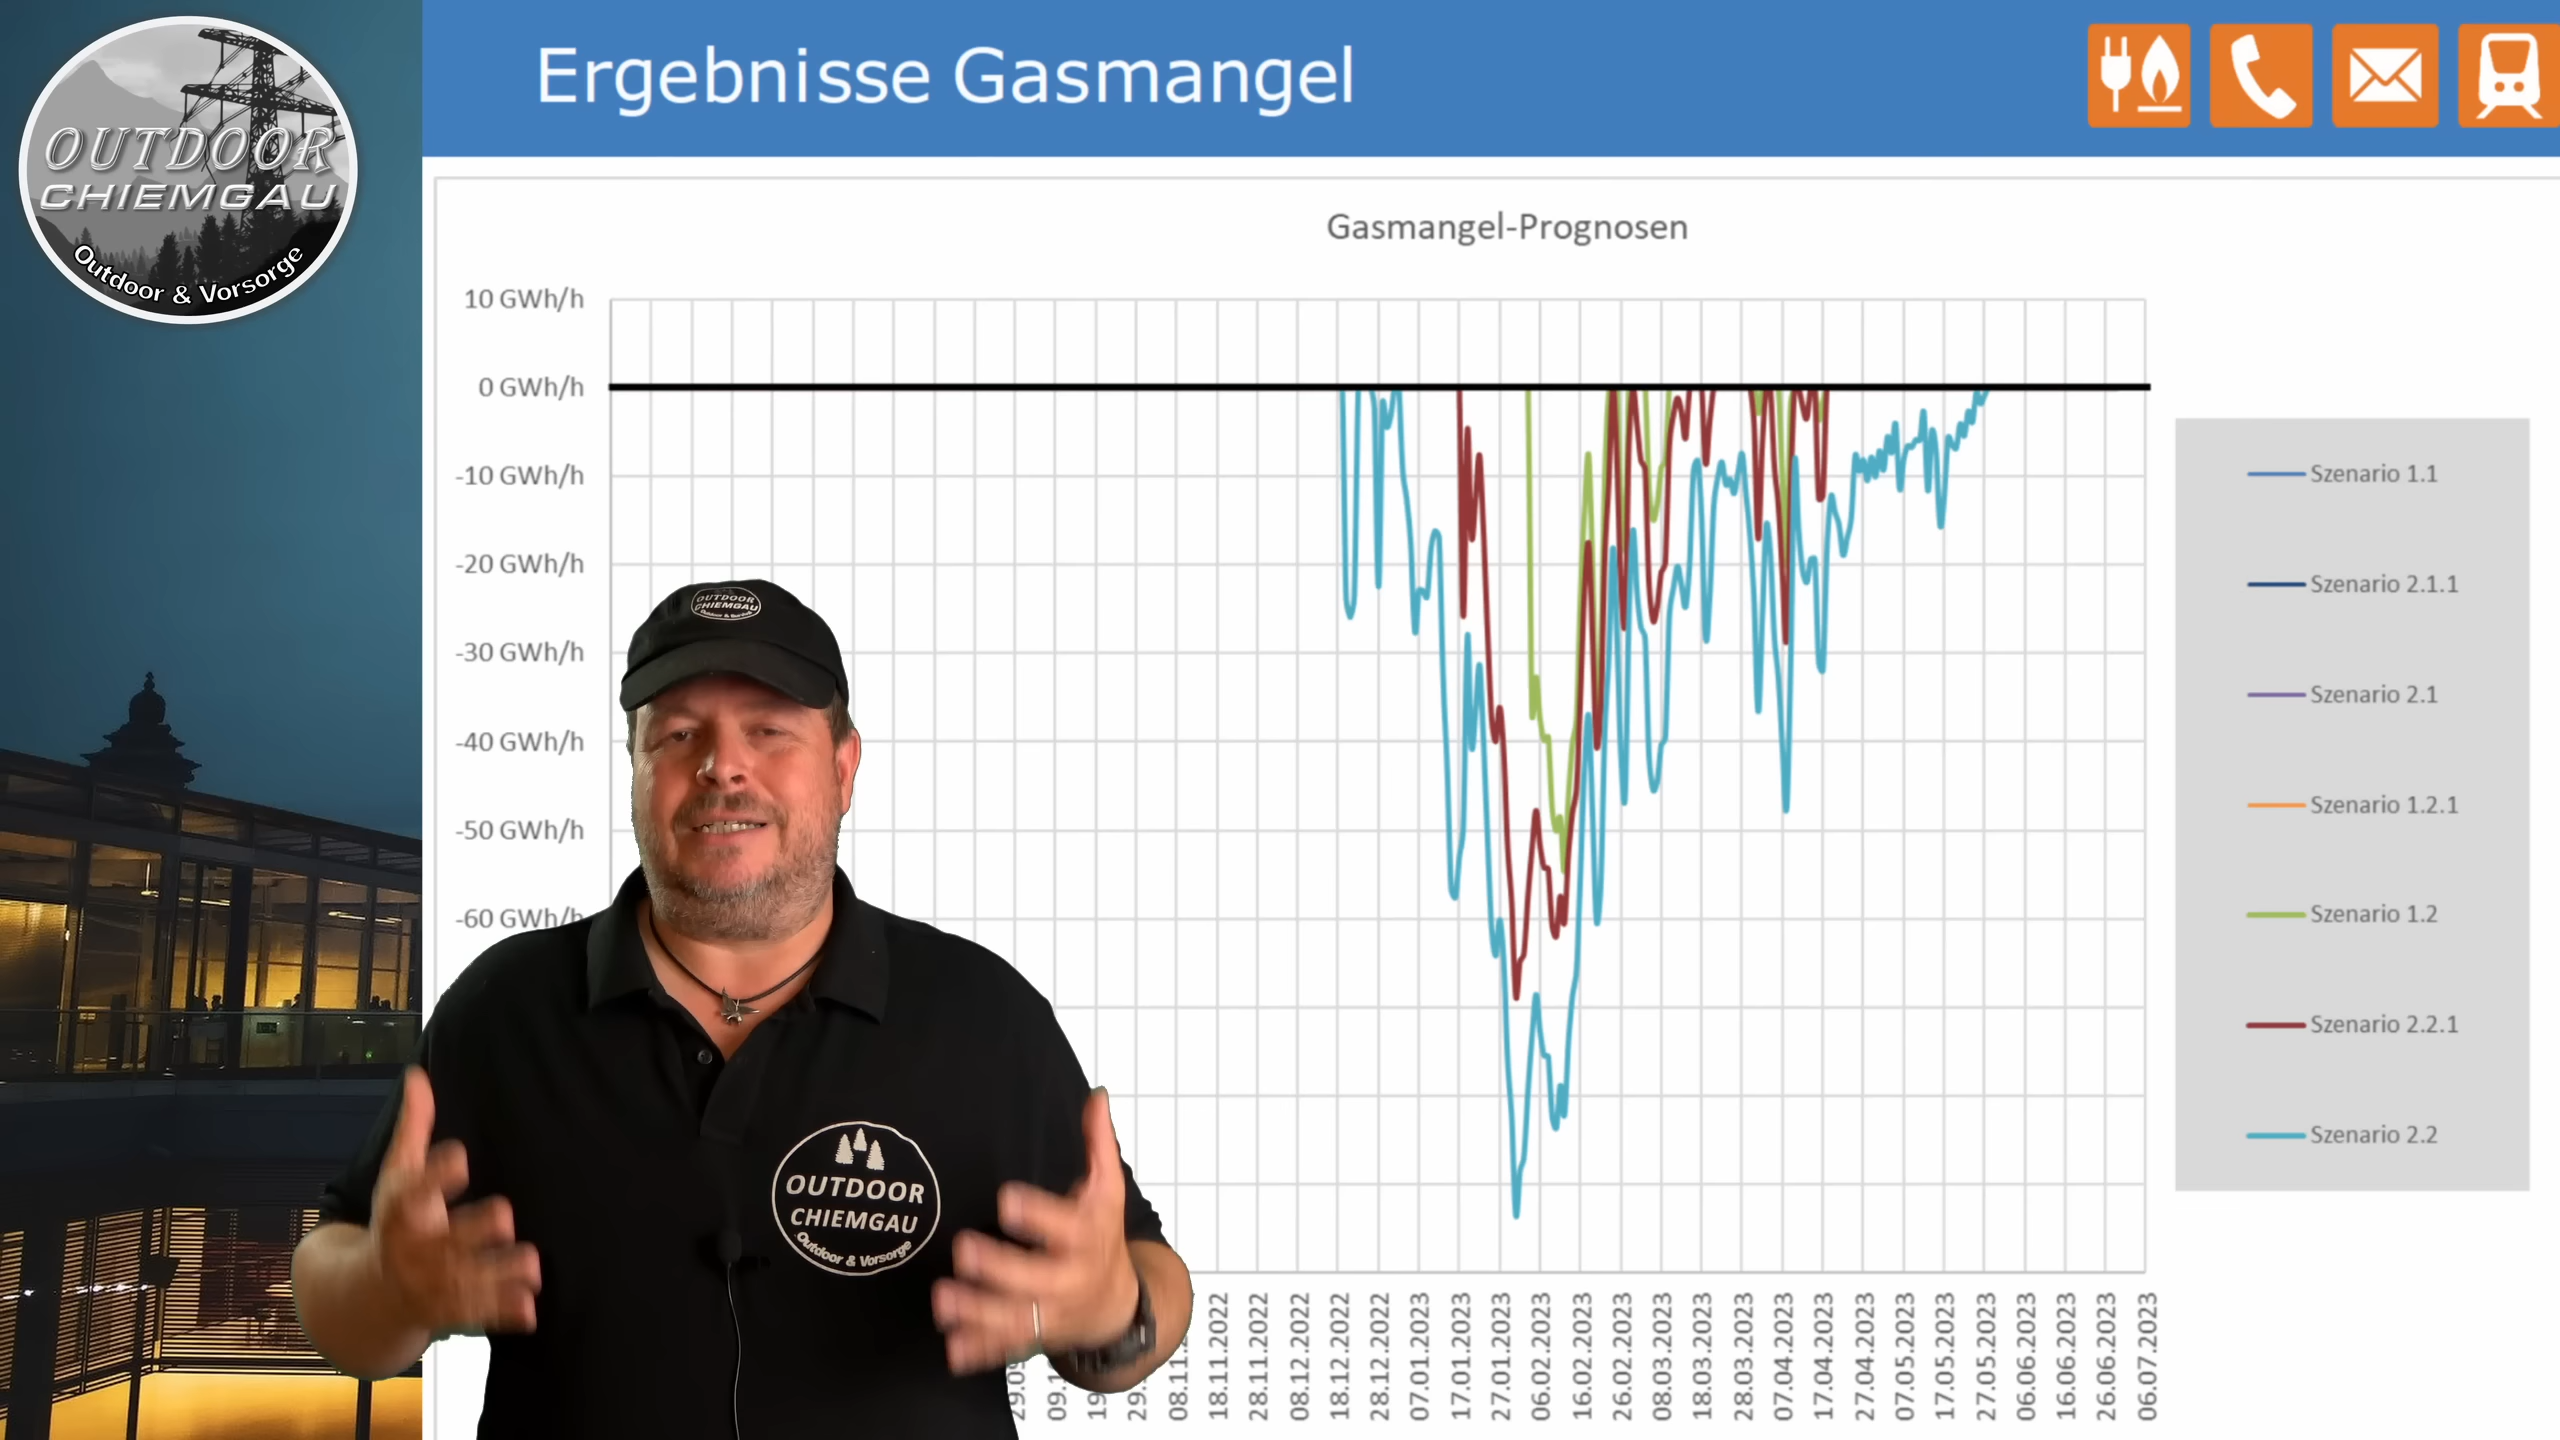 OUTDOOR
CHIEMGAU
Outdoor & Vorsorge
Ergebnisse Gasmangel
Gasmangel-Prognosen
10 GWh/h
0 GWh/h
-10 GWh/h
-20 GWh/h
-30 GWh/h
-40 GWh/h
-50 GWh/h
-60 GWh/h
Szenario 1.1
Szenario 2.1.1
Szenario 2.1
Szenario 1.2.1
Szenario 1.2
Szenario 2.2.1
Szenario 2.2
OUTDOOR
CHIEMGAU
OUTDOOR
CHIEMGAU
Outdoor & Vorsorge
18.11.2022
28.11.2022
08.12.2022
18.12.2022
28.12.2022
07.01.2023
17.01.2023
27.01.2023
06.02.2023
16.02.2023
26.02.2023
08.03.2023
18.03.2023
28.03.2023
07.04.2023
17.04.2023
27.04.2023
07.05.2023
17.05.2023
27.05.2023
06.06.2023
16.06.2023
26.06.2023
06.07.2023